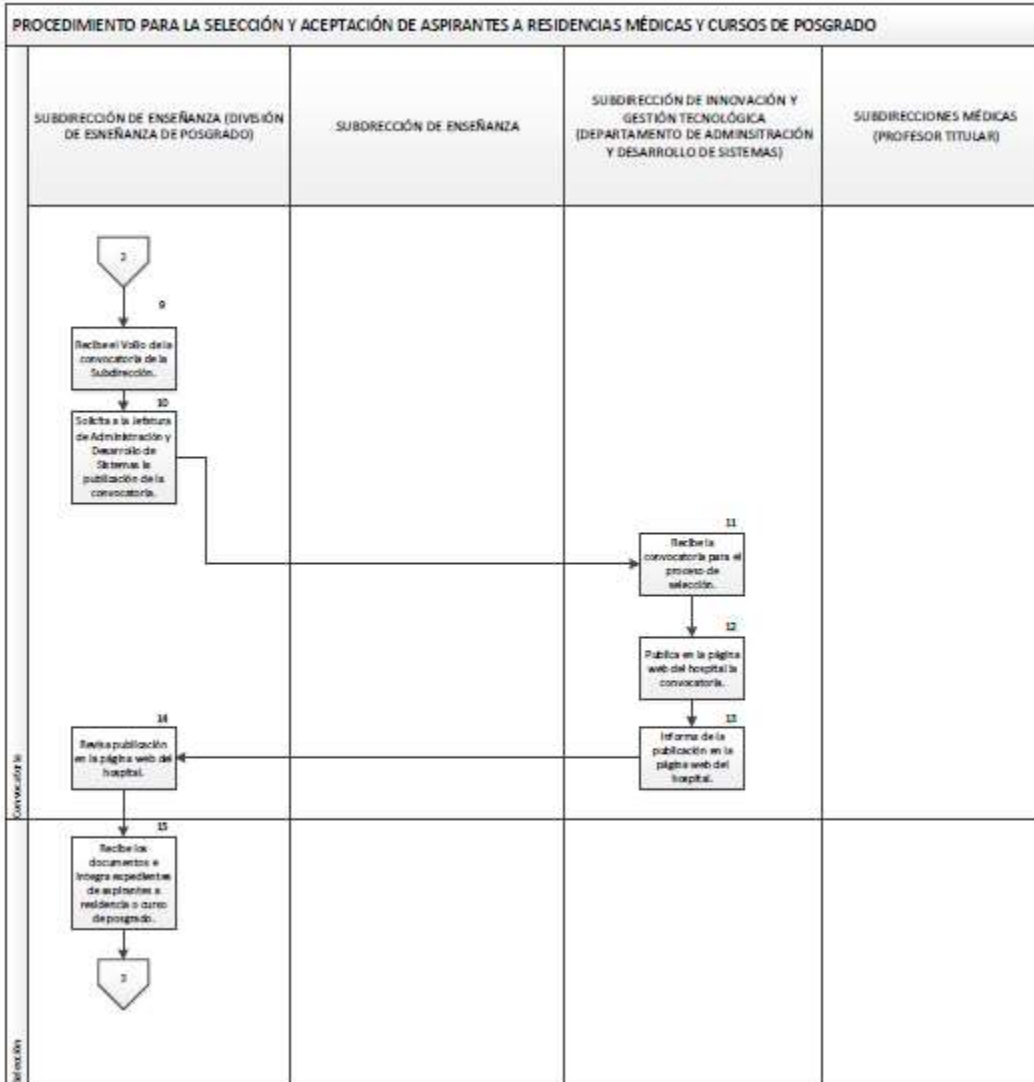 PROCEDIMIENTO PARA LA SELECCIÓN Y ACEPTACIÓN DE ASPIRANTES A RESIDENCIAS MÉDICAS Y CURSOS DE POSGRADO
SUBDIRECCIÓN DE ENSEÑANZA (DIVISIÓN
DE ESNEÑANZA DE POSGRADO)
SUBDRECCIÓN DE ENSEÑANZA
SUBDIRECCIÓN DE INNOVACIÓN Y
GESTIÓN TECNOLÓGICA
(DEPARTAMENTO DE ADMINSITRACIÓN
Y DESARROLLO DE SISTEMAS)
SUBDIRECCIONES MÉDICAS
(PROFESOR TITULAR)
Convocatoria
2
9
Recibe el VoBo de la
convocatoria de la
Subdirección.
10
Solicita a la Jefatura
de Administración y
Desarrollo de
Sistemas la
publicación de la
convocatoria.
11
Recibe la
convocatoria para el
proceso de
selección.
12
Publica en la página
web del hospital la
convocatoria.
13
Informa de la
publicación en la
página web del
hospital.
14
Revisa publicación
en la página web del
hospital.
Selección
15
Recibe los
documentos e
integra expedientes
de aspirantes a
residencia o curso
de posgrado.
3